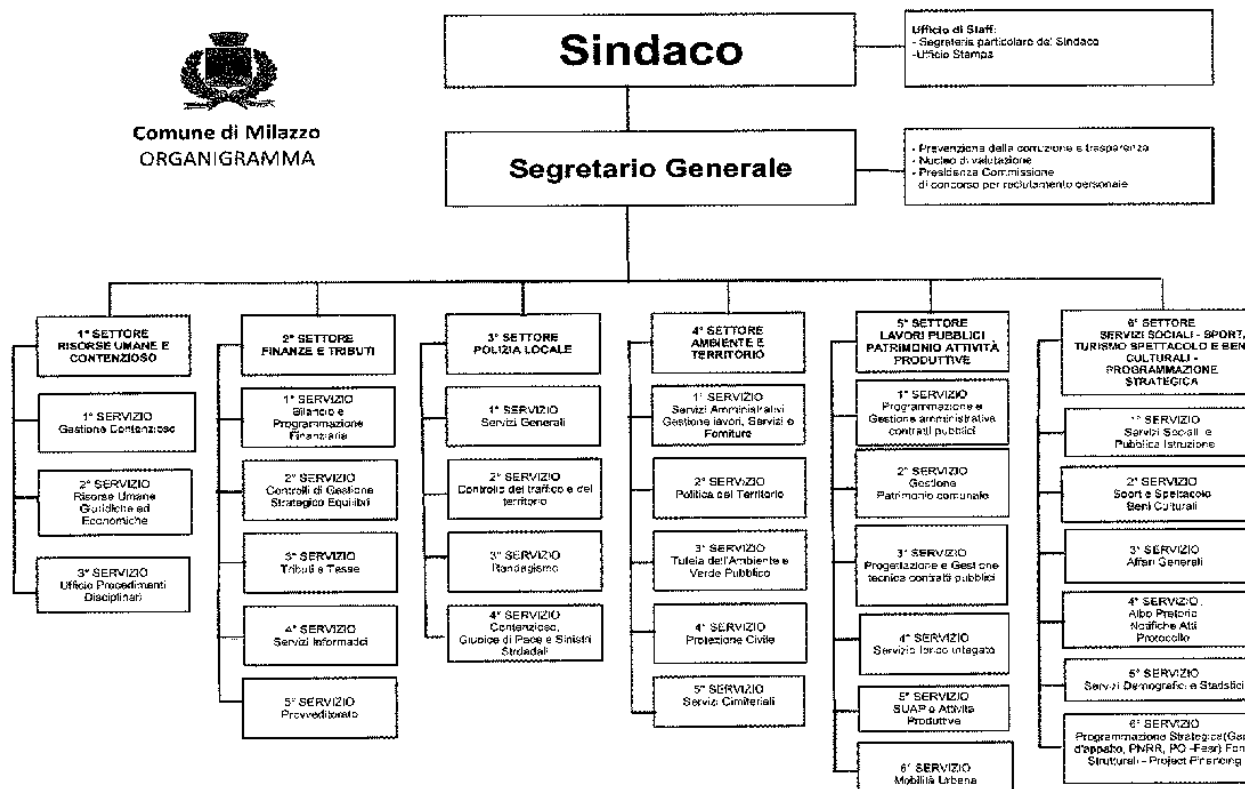 Comune di Milazzo
ORGANIGRAMMA
Sindaco
Ufficio di Staff:
- Segreteria particolare del Sindaco
-Ufficio Stampa
Segretario Generale
- Prevenzione della corruzione e trasparenza
- Nucleo di valutazione
- Presidenza Commissione
di concorso per reclutamento personale
1° SETTORE
RISORSE UMANE E
CONTENZIOSO
1° SERVIZIO
Gestione Contenzioso
2° SERVIZIO
Risorse Umane
Giuridiche ed
Economiche
3° SERVIZIO
Ufficio Procedimenti
Disciplinari
2° SETTORE
FINANZE E TRIBUTI
1° SERVIZIO
Bilancio e
Programmazione
Finanziaria
2° SERVIZIO
Controlli di Gestione
Strategico Equilibri
3° SERVIZIO
Tributi e Tasse
4° SERVIZIO
Servizi Informatici
5° SERVIZIO
Provveditorato
3° SETTORE
POLIZIA LOCALE
1° SERVIZIO
Servizi Generali
2° SERVIZIO
Controllo del traffico e del
territorio
3° SERVIZIO
Randagismo
4° SERVIZIO
Contenzioso,
Giudice di Pace e Sinistri
Stradali
4° SETTORE
AMBIENTE E
TERRITORIO
1° SERVIZIO
Servizi Amministrativi
Gestione lavori, Servizi e
Forniture
2° SERVIZIO
Politica del Territorio
3° SERVIZIO
Tutela dell'Ambiente e
Verde Pubblico
4° SERVIZIO
Protezione Civile
5° SERVIZIO
Servizi Cimiteriali
5° SETTORE
LAVORI PUBBLICI
PATRIMONIO ATTIVITÀ
PRODUTTIVE
1° SERVIZIO
Programmazione e
Gestione amministrativa
contratti pubblici
2° SERVIZIO
Gestione
Patrimonio comunale
3° SERVIZIO
Progettazione e Gestione
tecnica contratti pubblici
4° SERVIZIO
Servizio Idrico Integrato
5° SERVIZIO
SUAP e Attività
Produttive
6° SERVIZIO
Mobilità Urbana
6° SETTORE
SERVIZI SOCIALI - SPORT,
TURISMO SPETTACOLO E BENI
CULTURALI -
PROGRAMMAZIONE
STRATEGICA
1° SERVIZIO
Servizi Sociali e
Pubblica Istruzione
2° SERVIZIO
Sport e Spettacolo
Beni Culturali
3° SERVIZIO
Affari Generali
4° SERVIZIO.
Albo Pretorio
Notifiche Atti
Protocollo
5° SERVIZIO
Servizi Demografici e Statistici
6° SERVIZIO
Programmazione Strategica
d'appalto, PNRR, PO -Fesr)
Strutturali - Project Financing